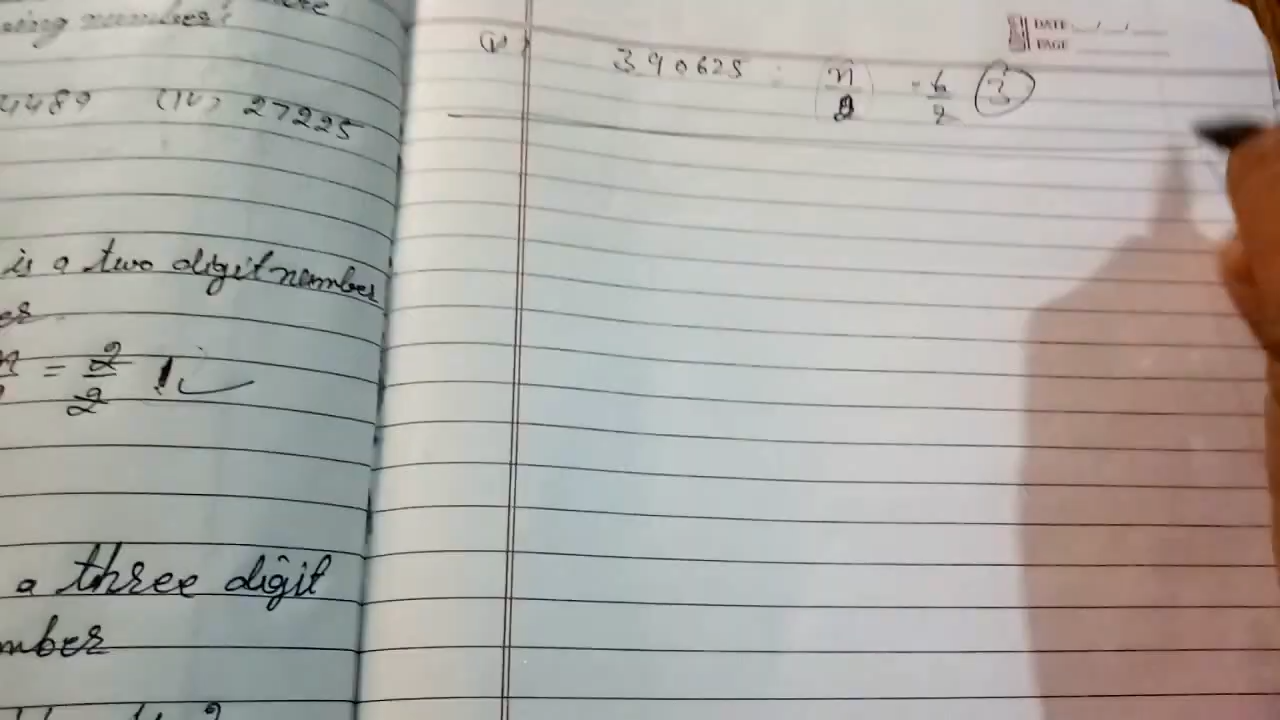 4489 (iv) 27225
is a two digit number
= 2/2 1
a three digit
mber
(v) 390625 : n/2 = 6/2 3
DATE
PAGE